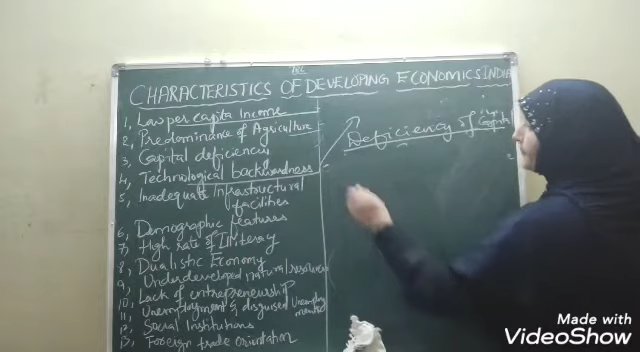 CHARACTERISTICS OF DEVELOPING ECONOMICS INDIA
1, Low per capita Income
2, Predominance of Agriculture
3, Capital deficiency
4, Technological backwardness
5, Inadequate Infrastructural
facilities
6, Demographic features
7, High rate of
8, Dualistic Economy
9, Underdeveloped natural resources
10, Lack of entrepreneurship
11, Unemployment & disguised Unemployment
12, Social Institutions
13, Foreign trade orientation
Deficiency of Capital
Made with
VideoShow